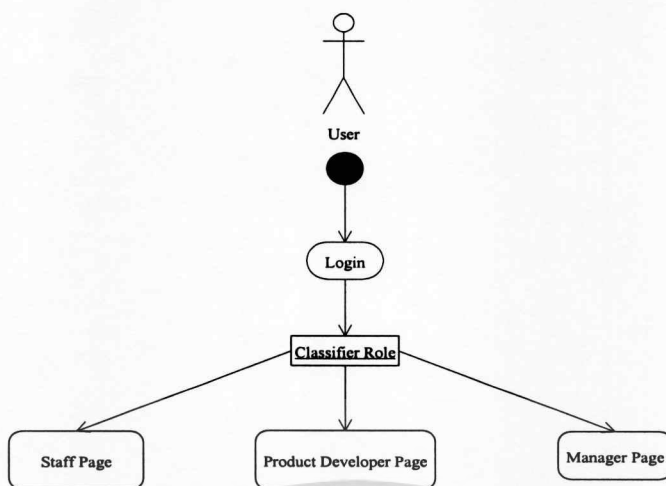 User
Login
Classifier Role
Staff Page
Product Developer Page
Manager Page